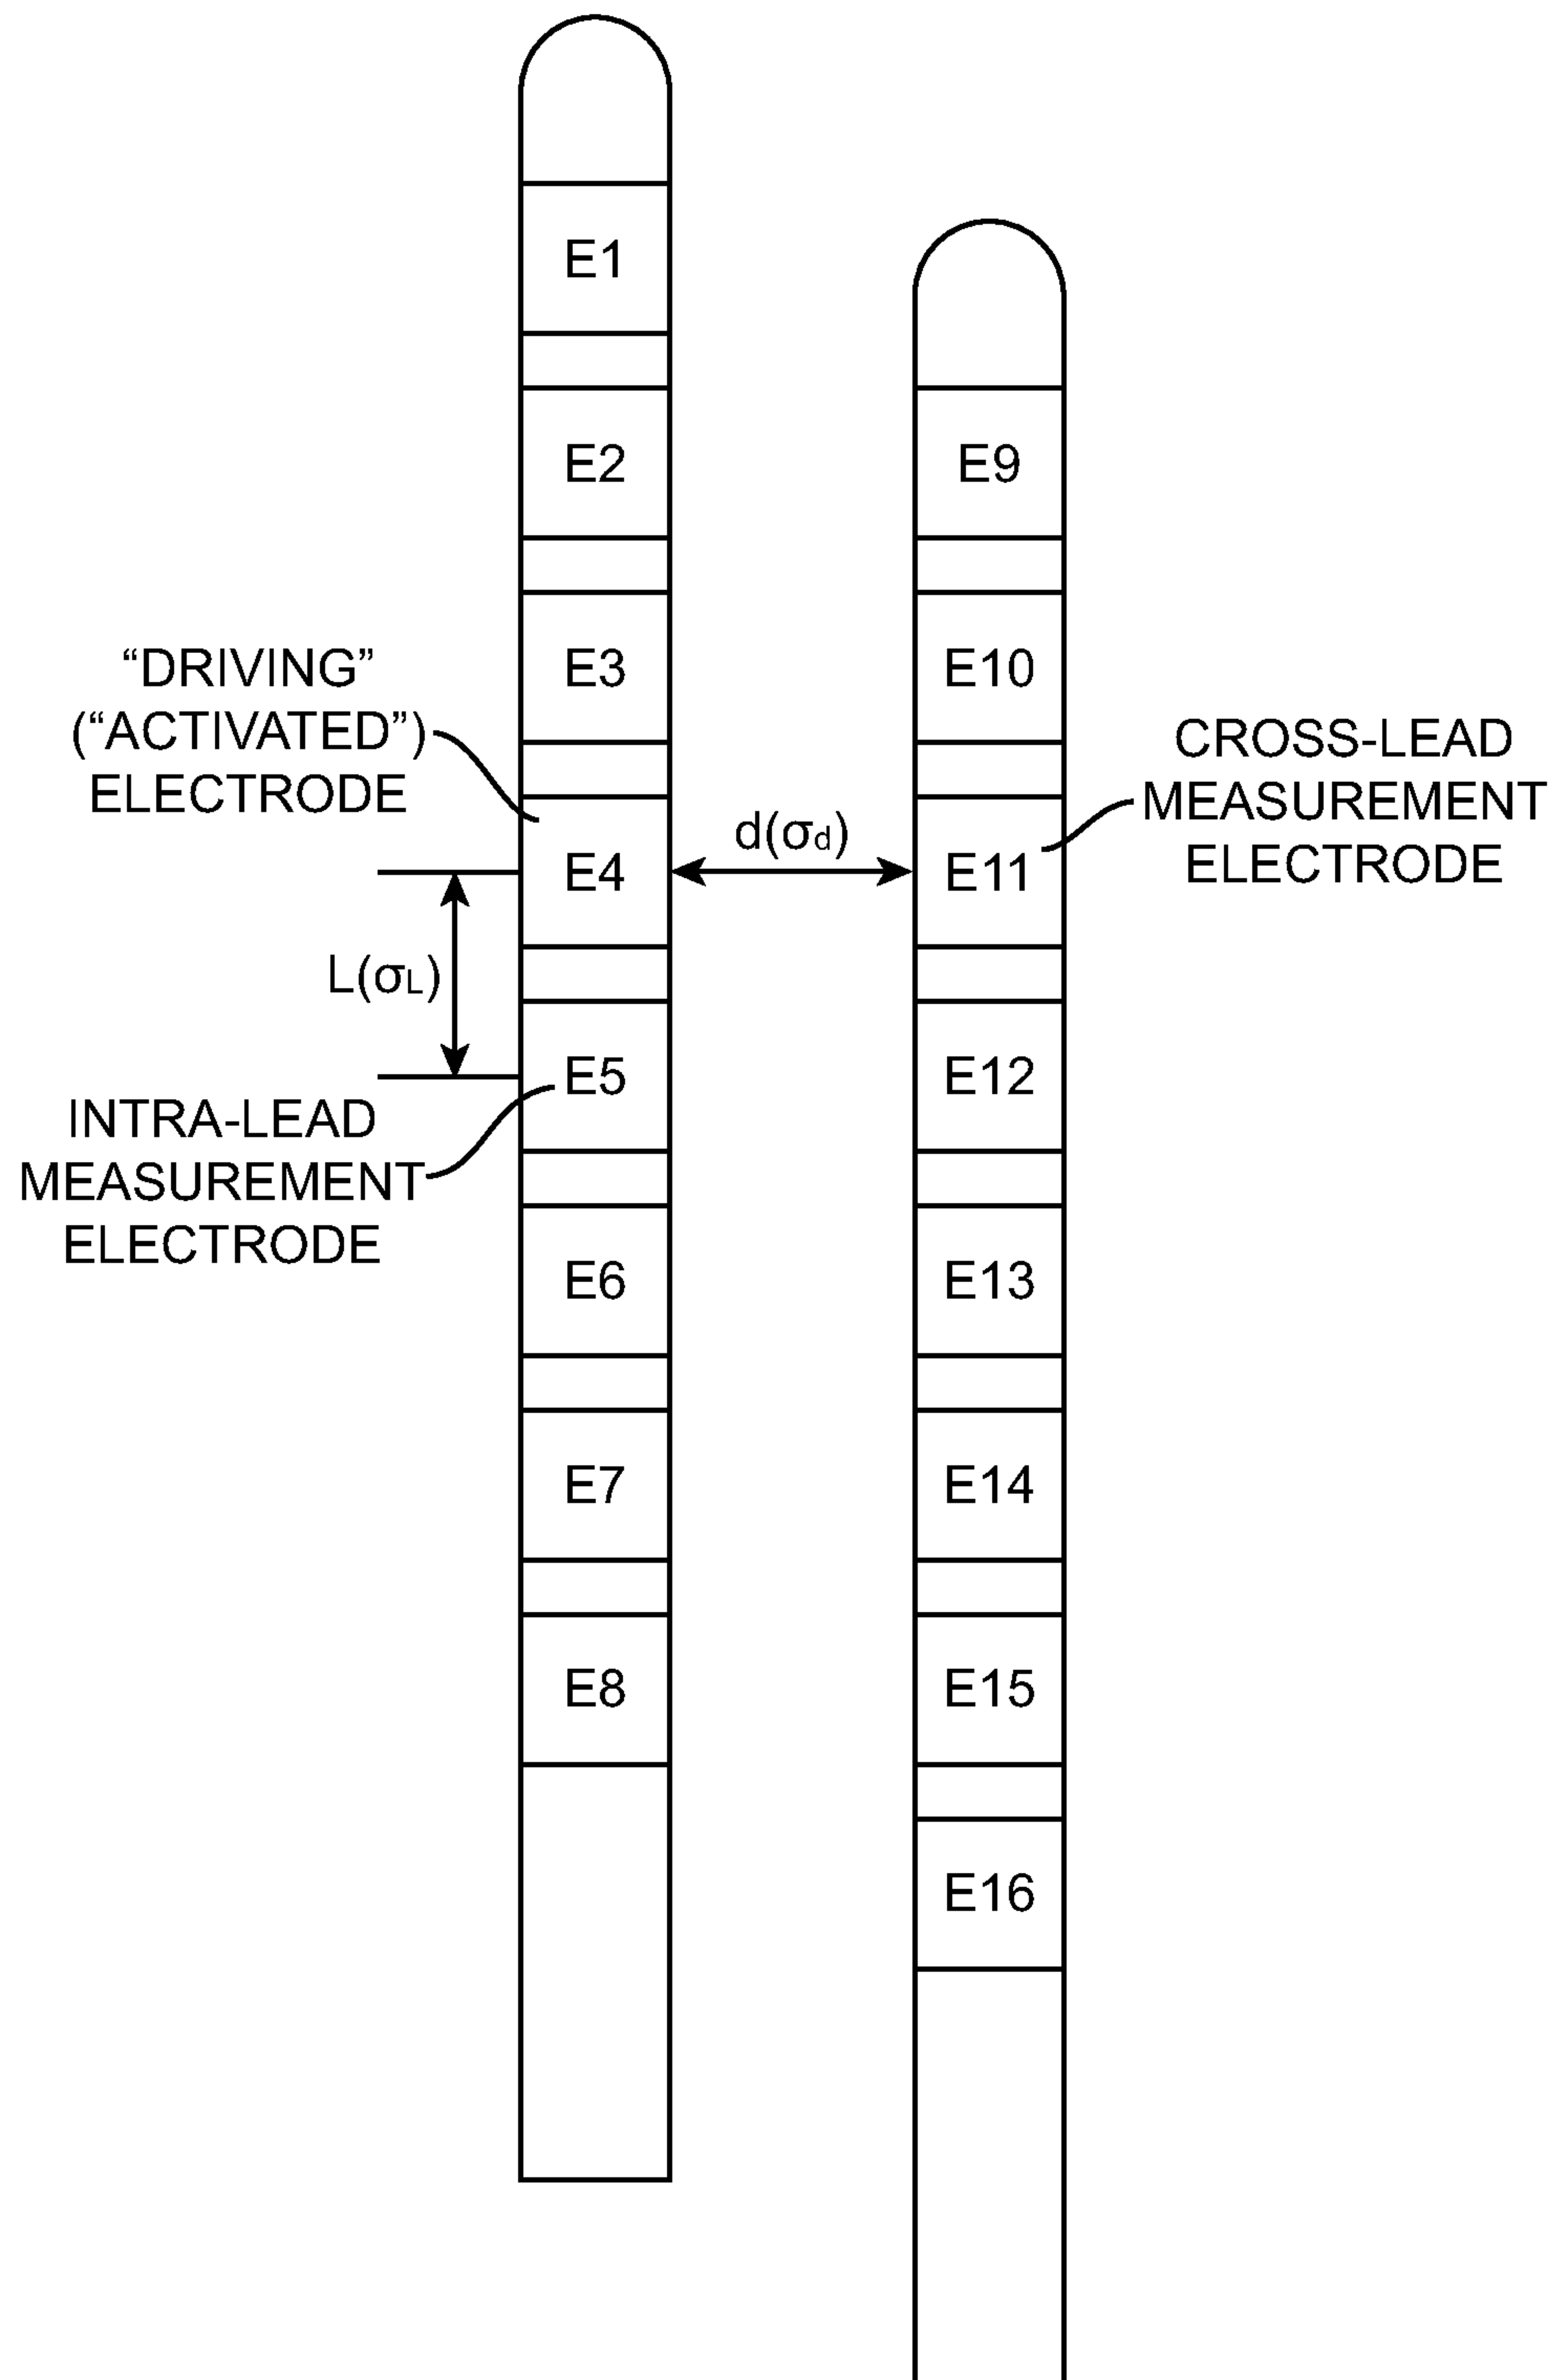 E1
E2
E9
E3
E10
“DRIVING”
(“ACTIVATED”)
ELECTRODE
CROSS-LEAD
MEASUREMENT
ELECTRODE
d(σd)
E4
E11
L(σL)
E5
E12
INTRA-LEAD
MEASUREMENT
ELECTRODE
E6
E13
E7
E14
E8
E15
E16